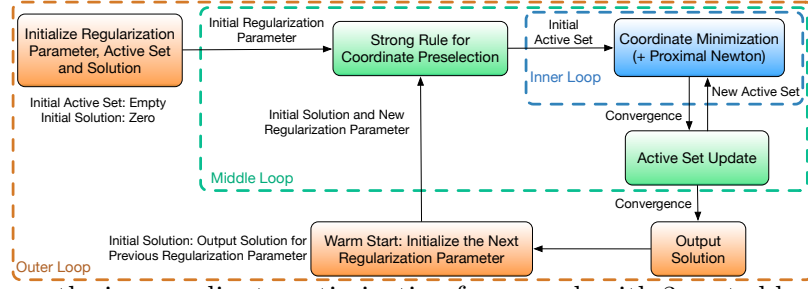 Initialize Regularization
Parameter, Active Set
and Solution
Initial Regularization
Parameter
Strong Rule for
Coordinate Preselection
Initial
Active Set
Coordinate Minimization
(+ Proximal Newton)
Inner Loop
New Active Set
Initial Active Set: Empty
Initial Solution: Zero
Initial Solution and New
Regularization Parameter
Convergence
Active Set Update
Middle Loop
Convergence
Initial Solution: Output Solution for
Previous Regularization Parameter
Warm Start: Initialize the Next
Regularization Parameter
Output
Solution
Outer Loop